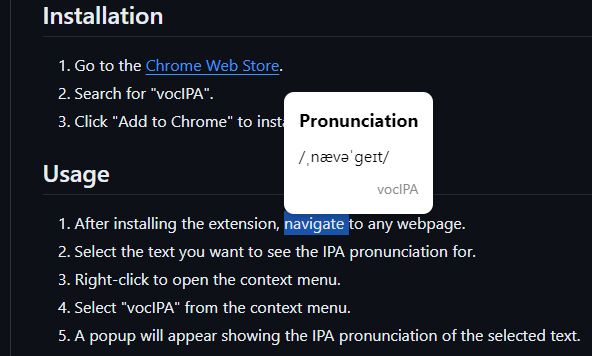 Installation
1. Go to the Chrome Web Store.
2. Search for "vocIPA".
3. Click "Add to Chrome" to
Pronunciation
/ˌnævəˈɡeɪt/
vocIPA
Usage
1. After installing the extension, navigate to any webpage.
2. Select the text you want to see the IPA pronunciation for.
3. Right-click to open the context menu.
4. Select "vocIPA" from the context menu.
5. A popup will appear showing the IPA pronunciation of the selected text.